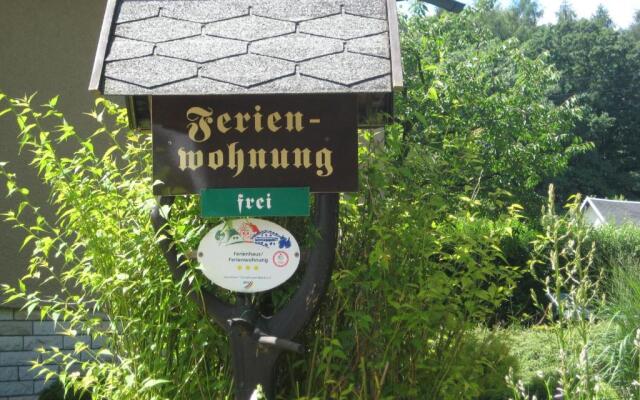 Ferien-
wohnung
frei
Ferienhaus/
Ferienwohnung